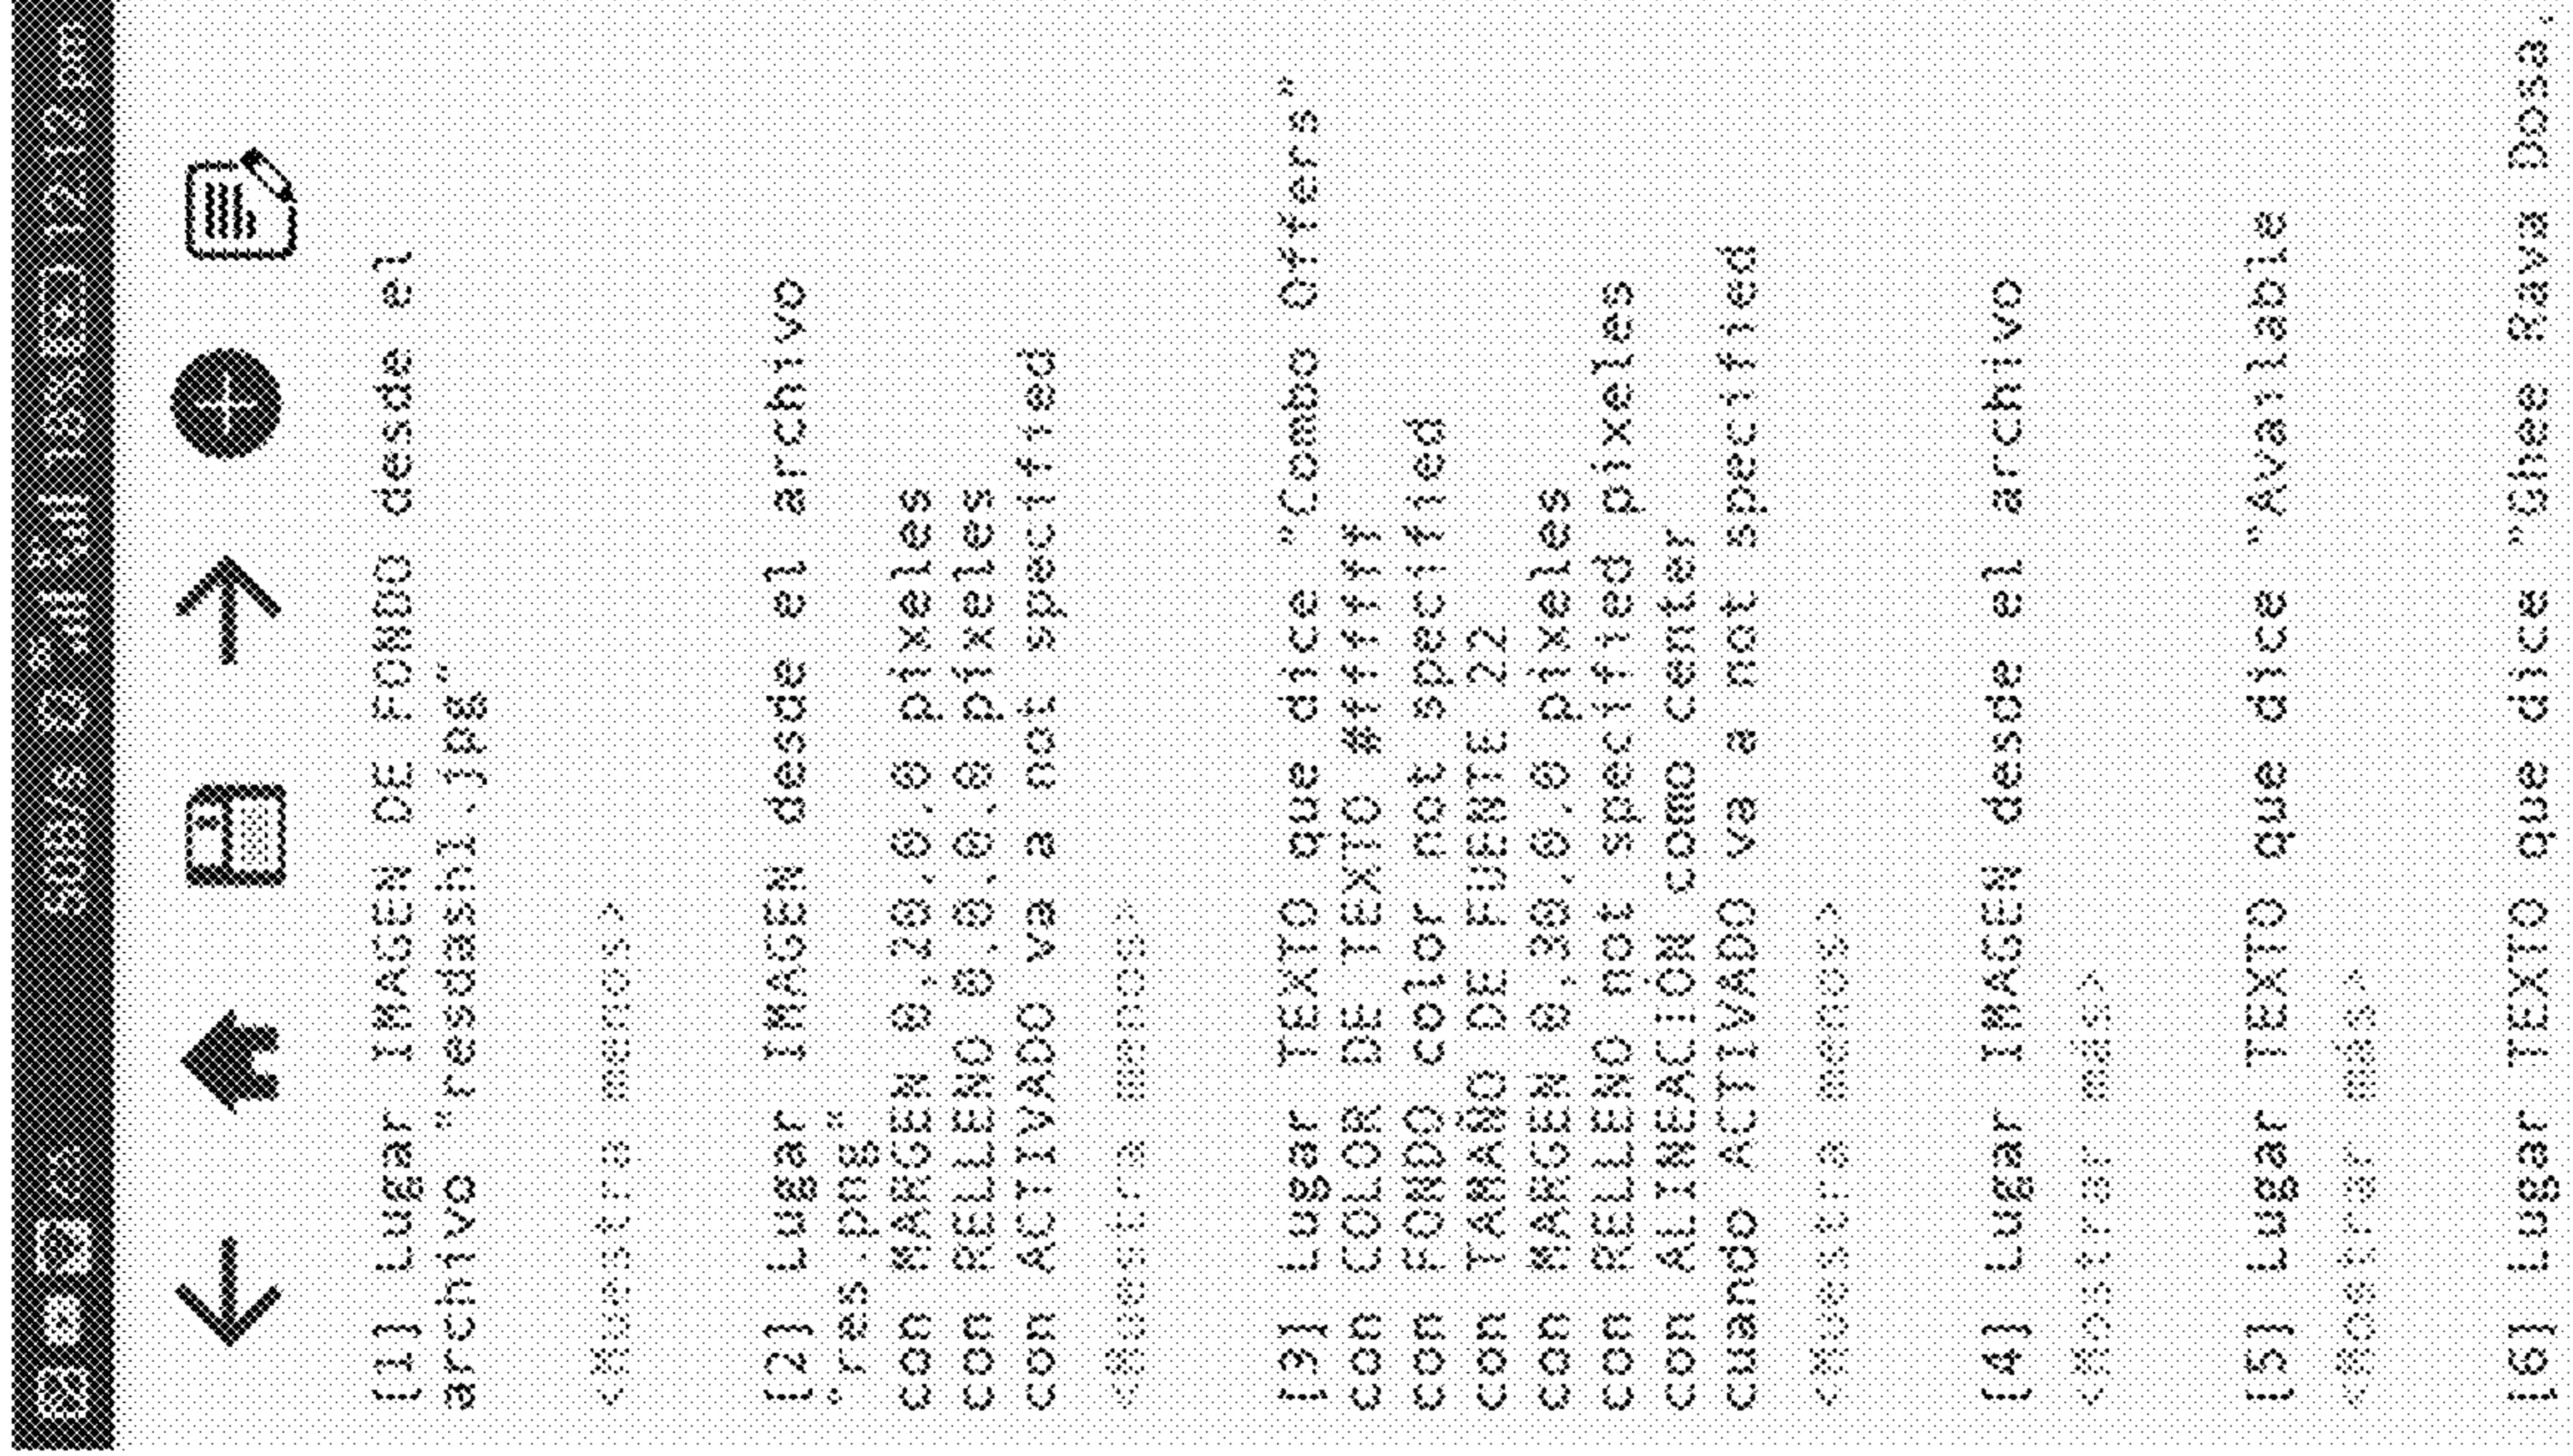 90B/s 18% 12:12 pm
[1] Lugar IMAGEN DE FONDO desde el
archivo "resdashi.jpg"
<Muestra menos>
[2] Lugar IMAGEN desde el archivo
"res.png"
con MARGEN 0,20,0,0 pixeles
con RELLENO 0,0,0,0 pixeles
con ACTIVADO va a not specified
<Muestra menos>
[3] Lugar TEXTO que dice "Combo Offers"
con COLOR DE TEXTO #ffffff
con FONDO color not specified
con TAMAÑO DE FUENTE 22
con MARGEN 0,30,0,0 pixeles
con RELLENO not specified pixeles
con ALINEACIÓN como center
cuando ACTIVADO va a not specified
<Muestra menos>
[4] Lugar IMAGEN desde el archivo
<Mostrar más>
[5] Lugar TEXTO que dice "Available
<Mostrar más>
[6] Lugar TEXTO que dice "Ghee Rava Dosa,